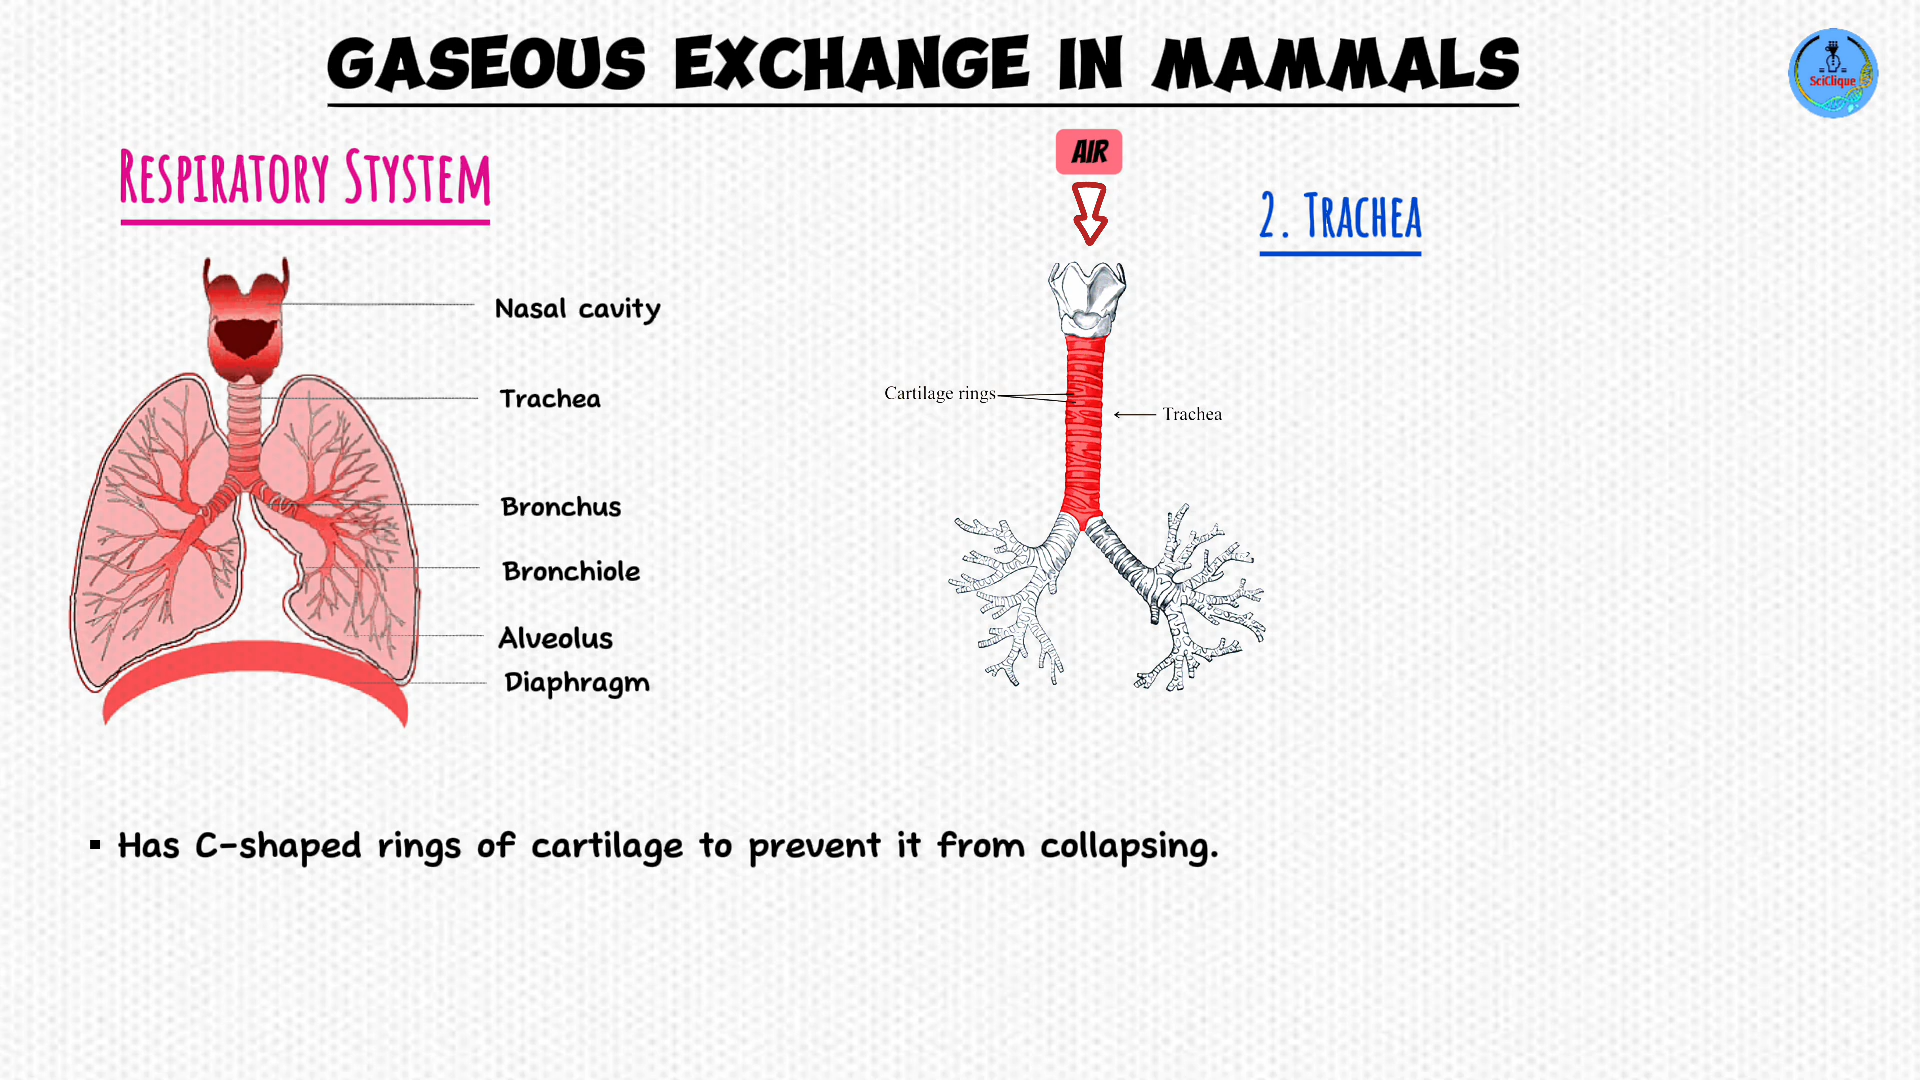 GASEOUS EXCHANGE IN MAMMALS
SciClique
RESPIRATORY STYSTEM
AIR
2. TRACHEA
Nasal cavity
Trachea
Bronchus
Bronchiole
Alveolus
Diaphragm
Cartilage rings
Trachea
▪ Has C-shaped rings of cartilage to prevent it from collapsing.